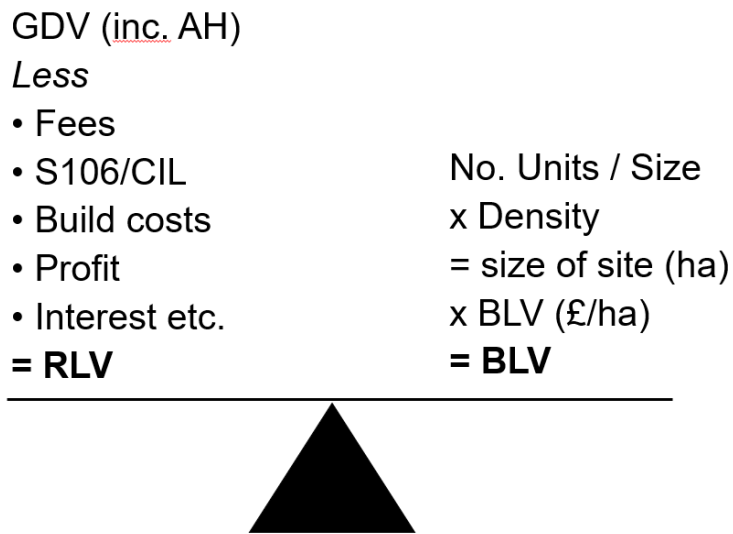 GDV (inc. AH)
Less
• Fees
• S106/CIL
• Build costs
• Profit
• Interest etc.
= RLV
No. Units / Size
x Density
= size of site (ha)
x BLV (£/ha)
= BLV